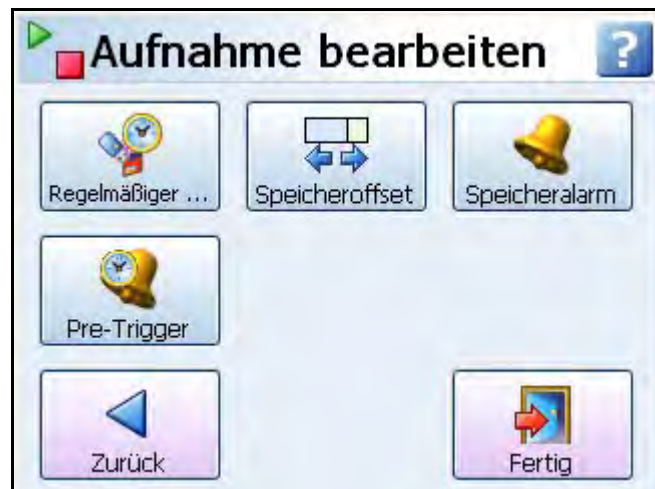 Aufnahme bearbeiten ?
Regelmäßiger ... Speicheroffset Speicheralarm
Pre-Trigger
Zurück Fertig